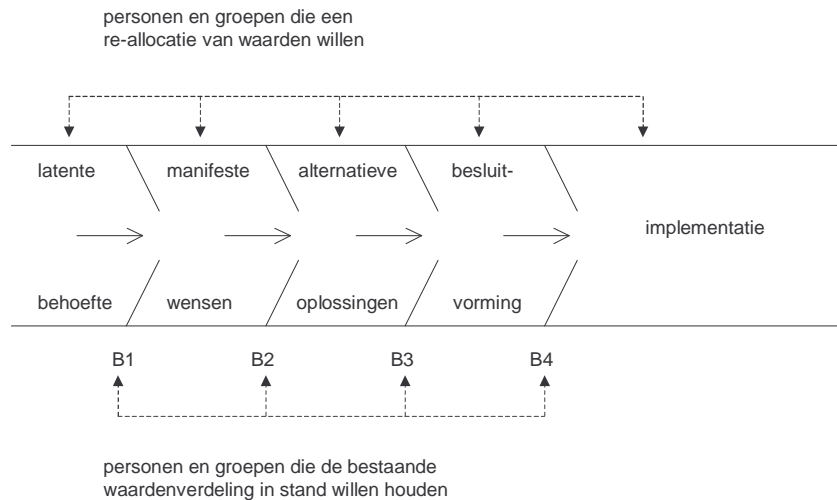 personen en groepen die een
re-allocatie van waarden willen
latente manifeste alternatieve besluit-
implementatie
behoefte wensen oplossingen vorming
B1 B2 B3 B4
personen en groepen die de bestaande
waardenverdeling in stand willen houden